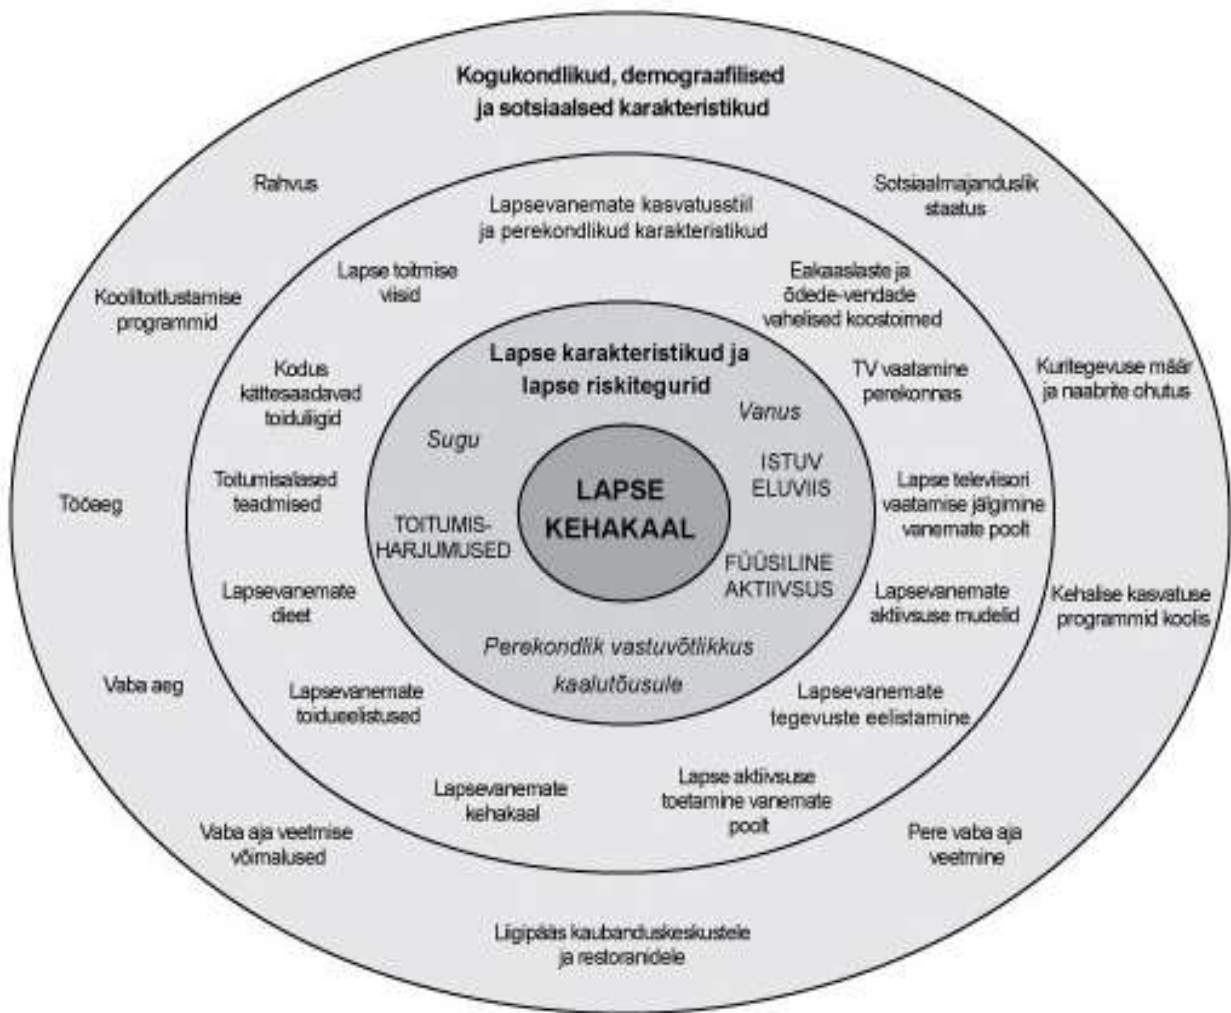 Kogukondlikud, demograafilised
ja sotsiaalsed karakteristikud
Rahvus
Sotsiaalmajanduslik
staatus
Koolitoitlustamise
programmid
Kuritegevuse määr
ja naabrite ohutus
Tööaeg
Kehalise kasvatuse
programmid koolis
Vaba aeg
Vaba aja veetmise
võimalused
Pere vaba aja
veetmine
Liigipääs kaubanduskeskustele
ja restoranidele
Lapsevanemate kasvatusstiil
ja perekondlikud karakteristikud
Lapse toitmise
viisid
Eakaaslaste ja
õdede-vendade
vahelised koostoimed
Kodus
kättesaadavad
toiduliigid
TV vaatamine
perekonnas
Toitumisalased
teadmised
Lapse televiisori
vaatamise jälgimine
vanemate poolt
Lapsevanemate
dieet
Lapsevanemate
aktiivsuse mudelid
Lapsevanemate
toidueelistused
Lapsevanemate
tegevuste eelistamine
Lapsevanemate
kehakaal
Lapse aktiivsuse
toetamine vanemate
poolt
Lapse karakteristikud ja
lapse riskitegurid
Vanus
Sugu
ISTUV
ELUVIIS
TOITUMIS-
HARJUMUSED
FÜÜSILINE
AKTIIVSUS
Perekondlik vastuvõtlikkus
kaalutõusule
LAPSE
KEHAKAAL